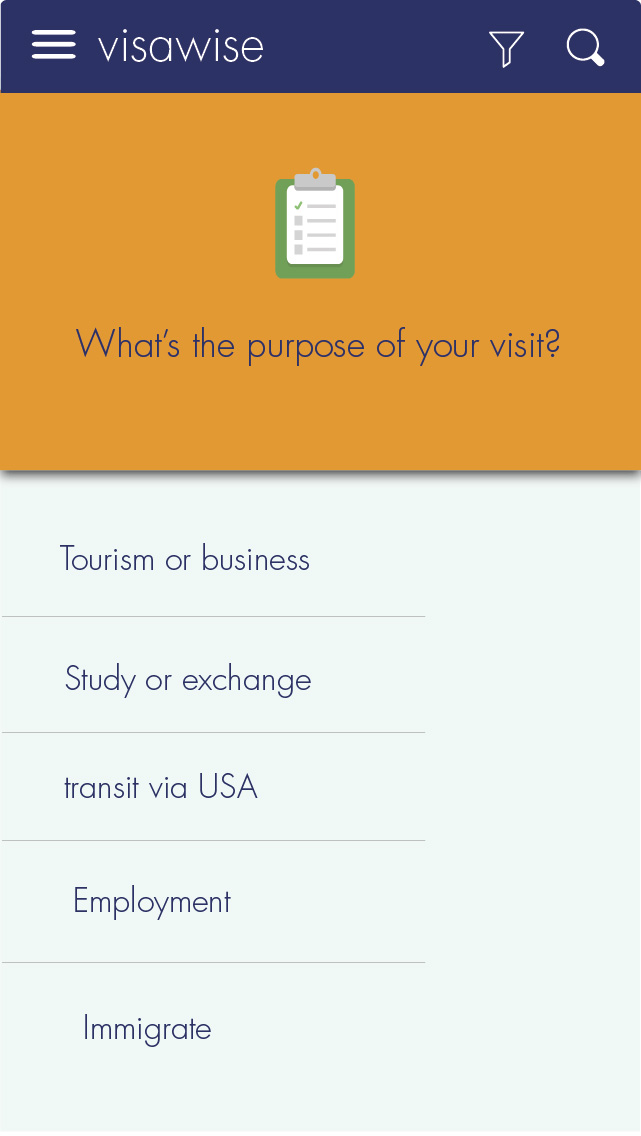 visawise
What's the purpose of your visit?
Tourism or business
Study or exchange
transit via USA
Employment
Immigrate